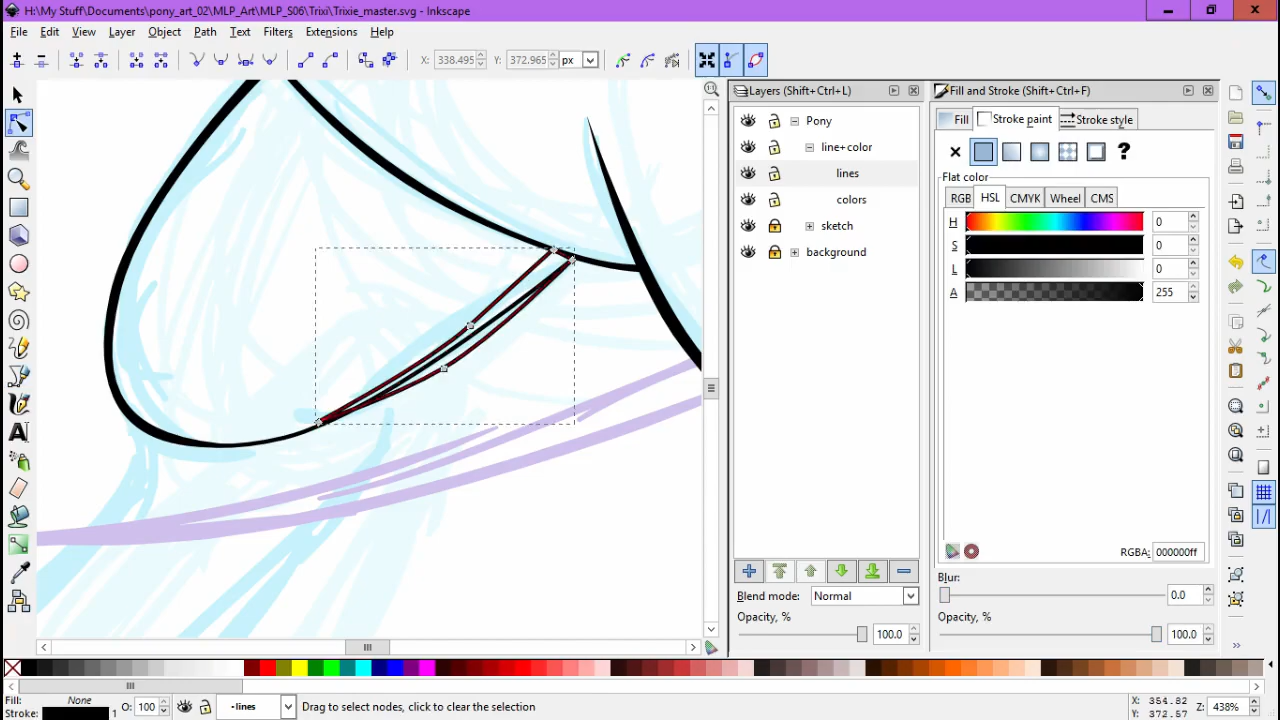 H:\My Stuff\Documents\pony_art_02\MLP_Art\MLP_S06\Trixi\Trixie_master.svg - Inkscape
File Edit View Layer Object Path Text Filters Extensions Help
X: 338.495 Y: 372.965 px
Layers (Shift+Ctrl+L)
Fill and Stroke (Shift+Ctrl+F)
Pony
line+color
lines
colors
sketch
background
Fill Stroke paint Stroke style
?
Flat color
RGB HSL CMYK Wheel CMS
H 0
S 0
L 0
A 255
RGBA: 000000ff
Blend mode: Normal
Opacity, %
100.0
Blur:
0.0
Opacity, %
100.0
Fill: None
Stroke: 1
O: 100
lines
Drag to select nodes, click to clear the selection
X: 354.82
Y: 372.57
Z: 438%